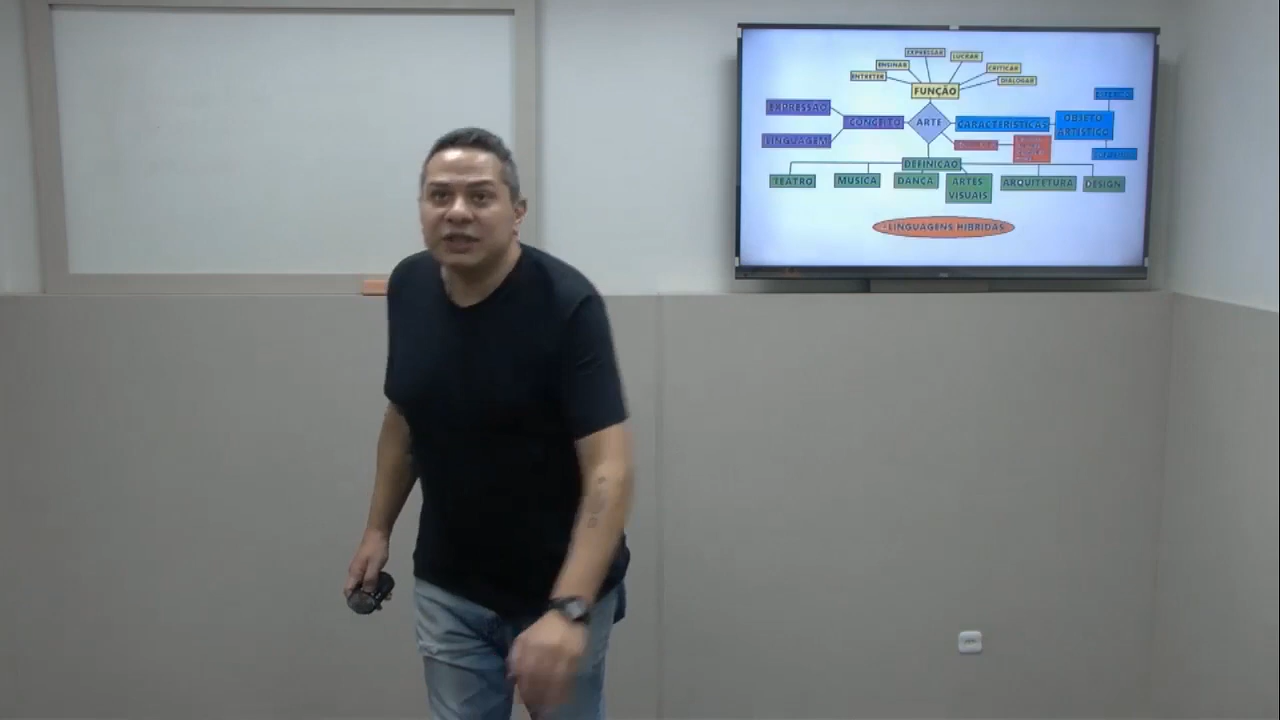 EXPRESSAR
LUCRAR
ENSINAR
CRITICAR
ENTRETER
DIALOGAR
FUNÇÃO
EXPRESSÃO
CONCEITO
ARTE
CARACTERÍSTICAS
OBJETO
ARTÍSTICO
LINGUAGEM
DEFINIÇÃO
TEATRO
MÚSICA
DANÇA
ARTES
VISUAIS
ARQUITETURA
DESIGN
LINGUAGENS HÍBRIDAS